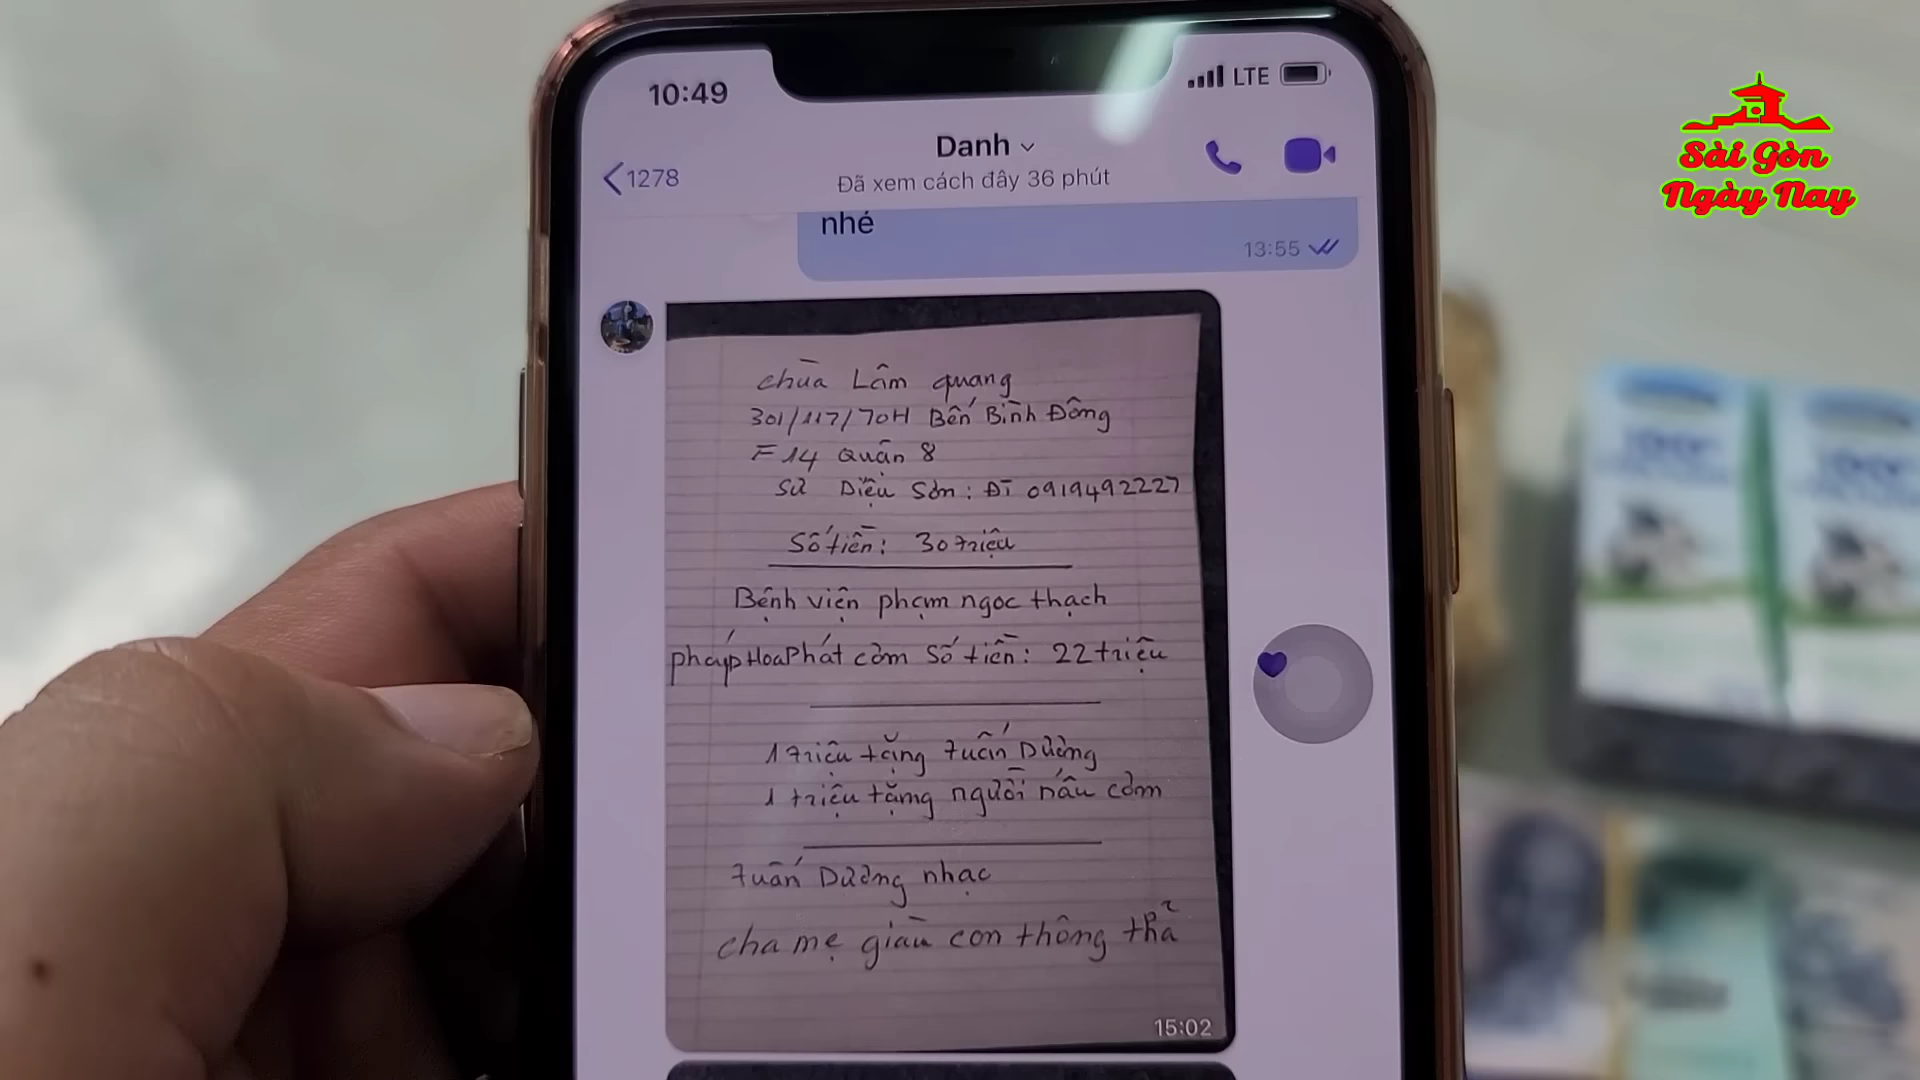 10:49
LTE
1278
Danh
Đã xem cách đây 36 phút
nhé
13:55
Sài Gòn
Ngày Nay
chùa Lâm quang
301/117/70H Bến Bình Đông
F14 Quận 8
Sư Diệu Sơn: ĐT 0919492227
Số tiền: 30 triệu
Bệnh viện phạm ngọc thạch
pháp Hoa Phát cơm số tiền: 22 triệu
1 triệu tặng Tuấn Dương
1 triệu tặng người nấu cơm
Tuấn Dương nhạc
cha mẹ giàu con thông thả
15:02